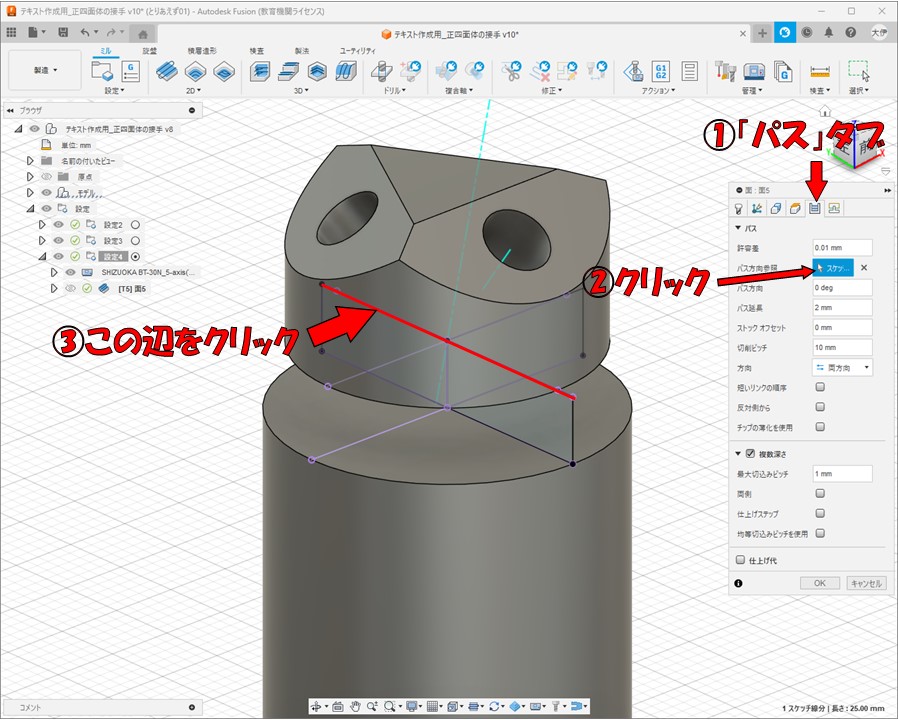 テキスト作成用_正四面体の接手 v10* (とりあえず01) - Autodesk Fusion (教育機関ライセンス)
テキスト作成用_正四面体の接手 v10*
大伊
製造
ミル
旋盤
積層造形
検査
製法
ユーティリティ
設定
2D
3D
ドリル
複合軸
修正
G1
G2
アクション
管理
検査
選択
ブラウザ
テキスト作成用_正四面体の接手 v8
単位: mm
名前の付いたビュー
原点
モデル
設定
設定2
設定3
設定4
SHIZUOKA BT-30N_5-axis(...
[T5] 面5
①「パス」タブ
②クリック
③この辺をクリック
左
前
Z
Y
X
面 : 面5
パス
許容差
0.01 mm
パス方向参照
スケッ...
パス方向
0 deg
パス延長
2 mm
ストック オフセット
0 mm
切削ピッチ
10 mm
方向
両方向
短いリンクの順序
反対側から
チップの薄化を使用
複数深さ
最大切込みピッチ
1 mm
両側
仕上げステップ
均等切込みピッチを使用
仕上げ代
OK
キャンセル
コメント
1 スケッチ線分 | 長さ : 25.00 mm